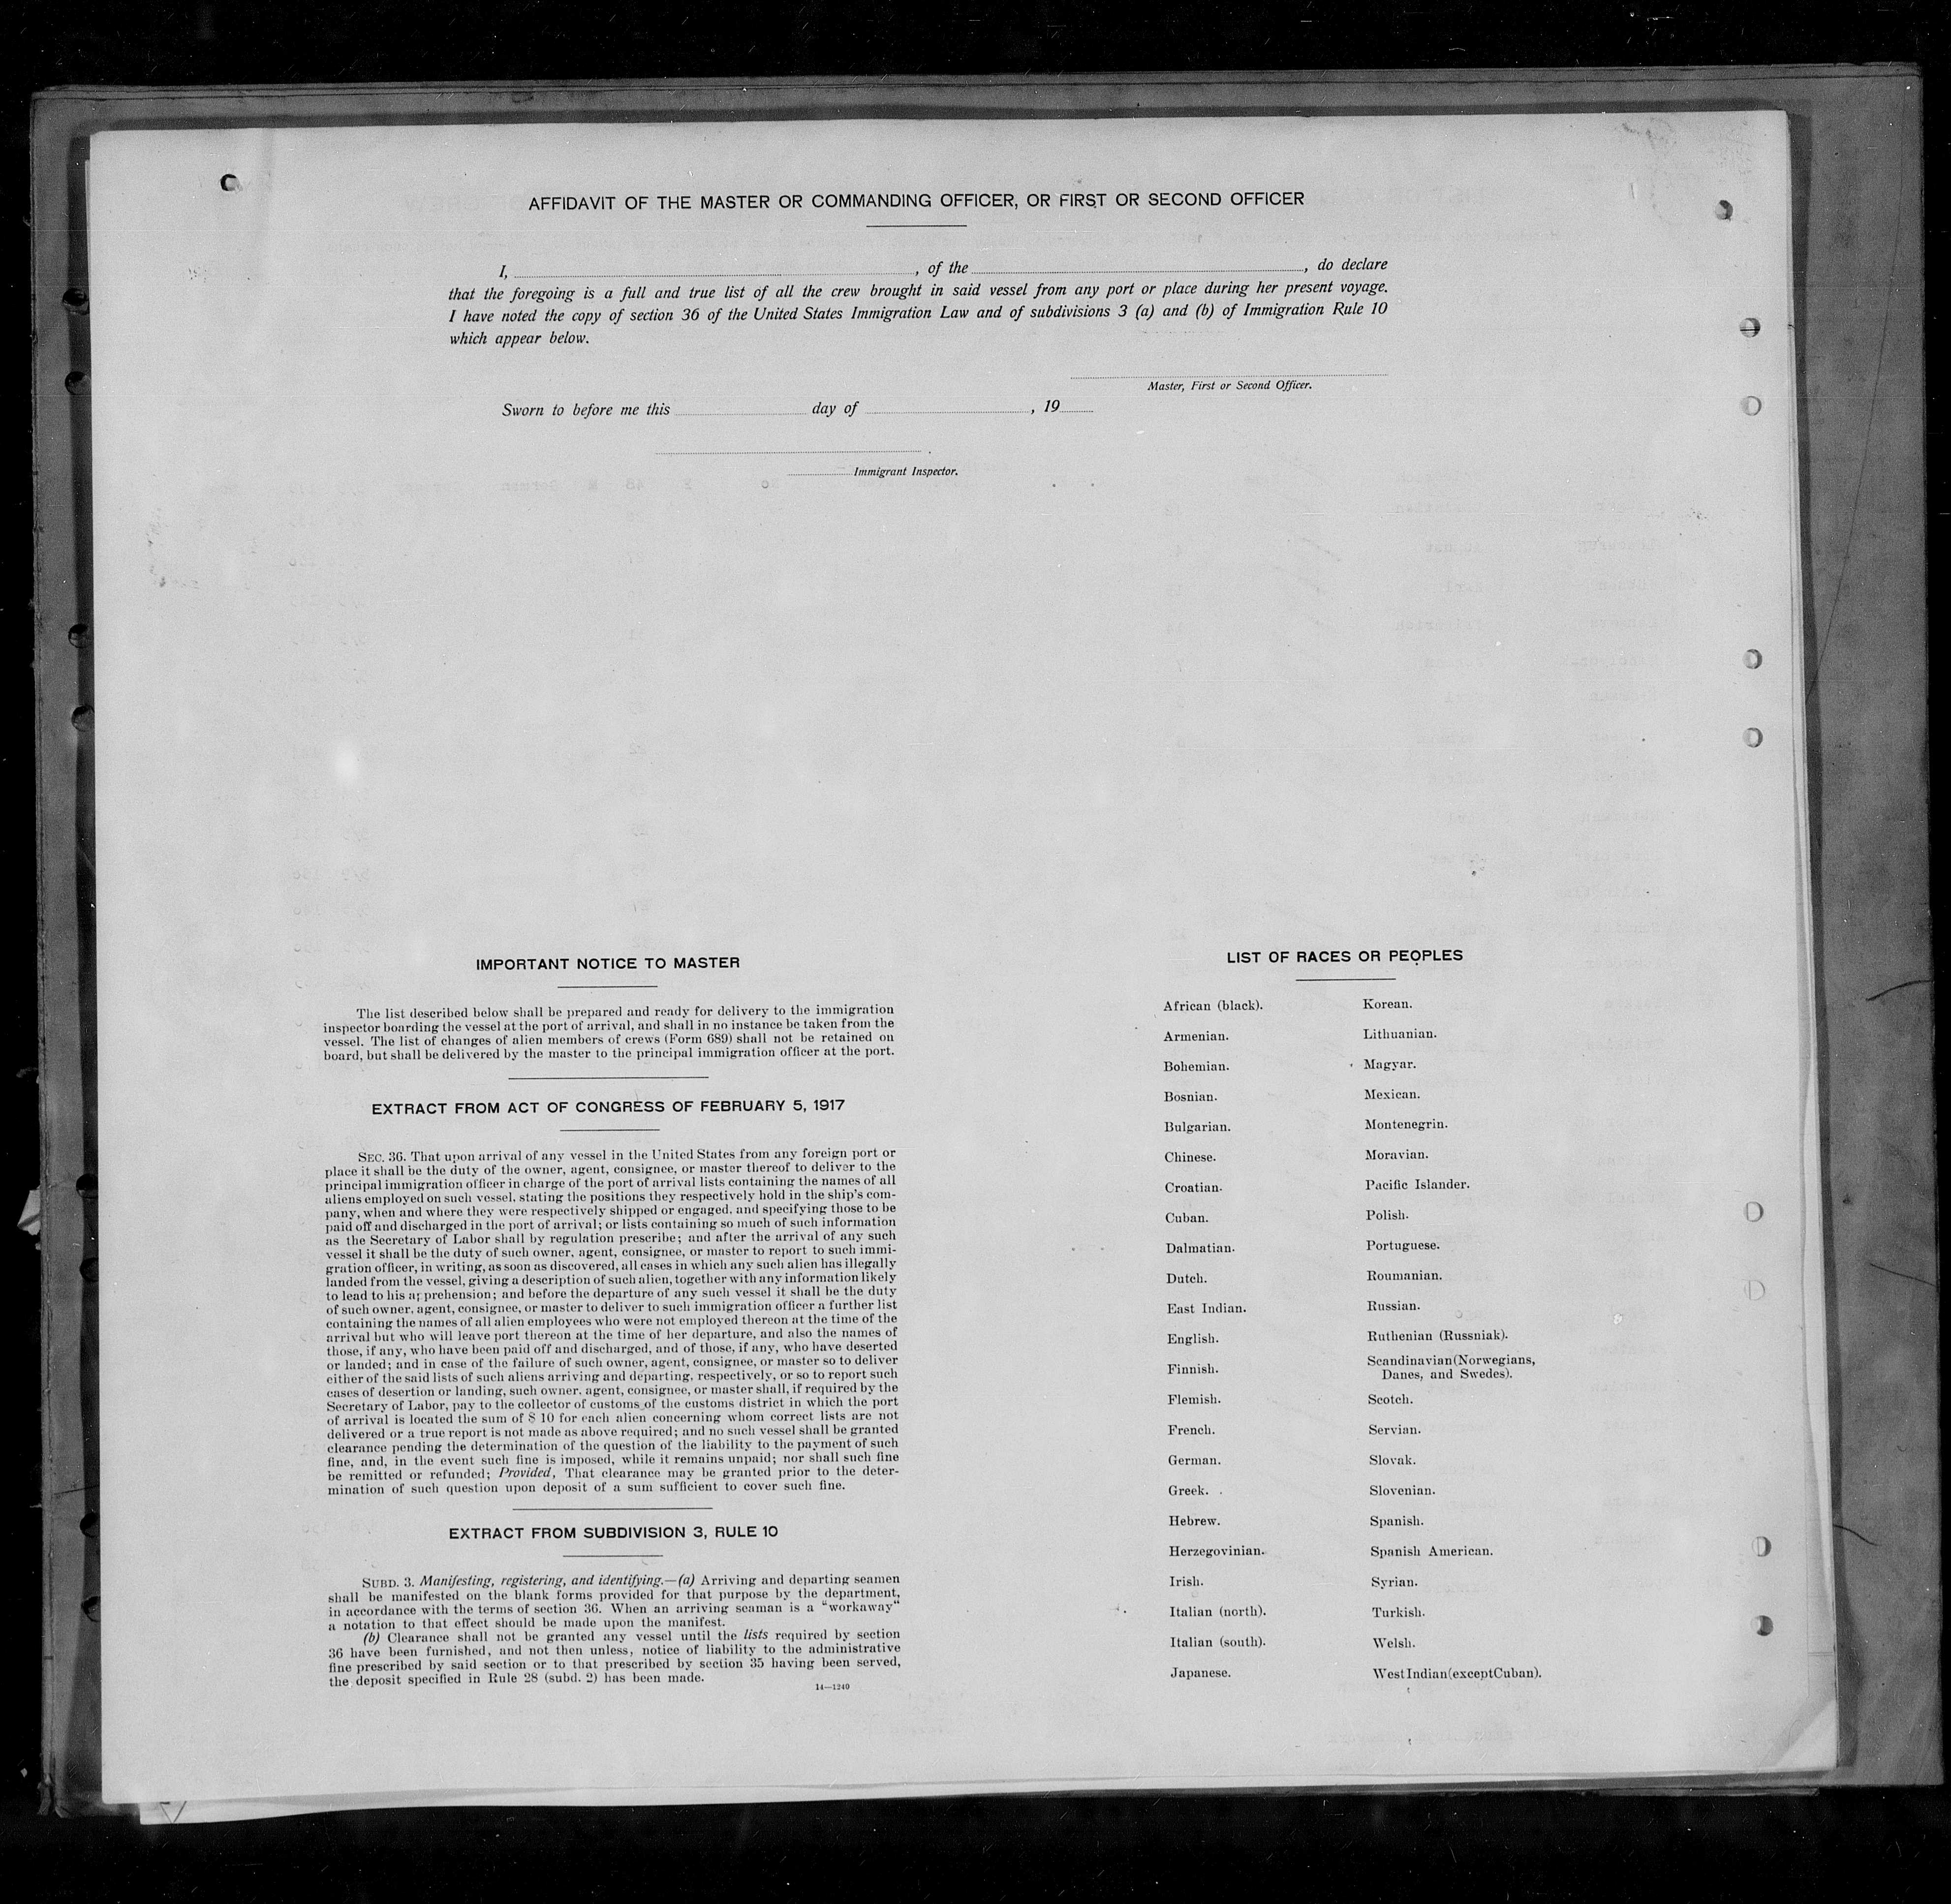 AFFIDAVIT OF THE MASTER OR COMMANDING OFFICER, OR FIRST OR SECOND OFFICER
I, , of the , do declare
that the foregoing is a full and true list of all the crew brought in said vessel from any port or place during her present voyage.
I have noted the copy of section 36 of the United States Immigration Law and of subdivisions 3 (a) and (b) of Immigration Rule 10
which appear below.
Master, First or Second Officer.
Sworn to before me this day of , 19
Immigrant Inspector.
IMPORTANT NOTICE TO MASTER
The list described below shall be prepared and ready for delivery to the immigration
inspector boarding the vessel at the port of arrival, and shall in no instance be taken from the
vessel. The list of changes of alien members of crews (Form 689) shall not be retained on
board, but shall be delivered by the master to the principal immigration officer at the port.
EXTRACT FROM ACT OF CONGRESS OF FEBRUARY 5, 1917
SEC. 36. That upon arrival of any vessel in the United States from any foreign port or
place it shall be the duty of the owner, agent, consignee, or master thereof to deliver to the
principal immigration officer in charge of the port of arrival lists containing the names of all
aliens employed on such vessel, stating the positions they respectively hold in the ship's com-
pany, when and where they were respectively shipped or engaged, and specifying those to be
paid off and discharged in the port of arrival; or lists containing so much of such information
as the Secretary of Labor shall by regulation prescribe; and after the arrival of any such
vessel it shall be the duty of such owner, agent, consignee, or master to report to such immi-
gration officer, in writing, as soon as discovered, all cases in which any such alien has illegally
landed from the vessel, giving a description of such alien, together with any information likely
to lead to his apprehension; and before the departure of any such vessel it shall be the duty
of such owner, agent, consignee, or master to deliver to such immigration officer a further list
containing the names of all alien employees who were not employed thereon at the time of the
arrival but who will leave port thereon at the time of her departure, and also the names of
those, if any, who have been paid off and discharged, and of those, if any, who have deserted
or landed; and in case of the failure of such owner, agent, consignee, or master so to deliver
either of the said lists of such aliens arriving and departing, respectively, or so to report such
cases of desertion or landing, such owner, agent, consignee, or master shall, if required by the
Secretary of Labor, pay to the collector of customs of the customs district in which the port
of arrival is located the sum of $ 10 for each alien concerning whom correct lists are not
delivered or a true report is not made as above required; and no such vessel shall be granted
clearance pending the determination of the question of the liability to the payment of such
fine, and, in the event such fine is imposed, while it remains unpaid; nor shall such fine
be remitted or refunded; Provided, That clearance may be granted prior to the deter-
mination of such question upon deposit of a sum sufficient to cover such fine.
EXTRACT FROM SUBDIVISION 3, RULE 10
SUBD. 3. Manifesting, registering, and identifying.—(a) Arriving and departing seamen
shall be manifested on the blank forms provided for that purpose by the department,
in accordance with the terms of section 36. When an arriving seaman is a "workaway"
a notation to that effect should be made upon the manifest.
(b) Clearance shall not be granted any vessel until the lists required by section
36 have been furnished, and not then unless, notice of liability to the administrative
fine prescribed by said section or to that prescribed by section 35 having been served,
the deposit specified in Rule 28 (subd. 2) has been made.
14—1240
LIST OF RACES OR PEOPLES
African (black).
Armenian.
Bohemian.
Bosnian.
Bulgarian.
Chinese.
Croatian.
Cuban.
Dalmatian.
Dutch.
East Indian.
English.
Finnish.
Flemish.
French.
German.
Greek.
Hebrew.
Herzegovinian.
Irish.
Italian (north).
Italian (south).
Japanese.
Korean.
Lithuanian.
Magyar.
Mexican.
Montenegrin.
Moravian.
Pacific Islander.
Polish.
Portuguese.
Roumanian.
Russian.
Ruthenian (Russniak).
Scandinavian (Norwegians,
Danes, and Swedes).
Scotch.
Servian.
Slovak.
Slovenian.
Spanish.
Spanish American.
Syrian.
Turkish.
Welsh.
West Indian (except Cuban).